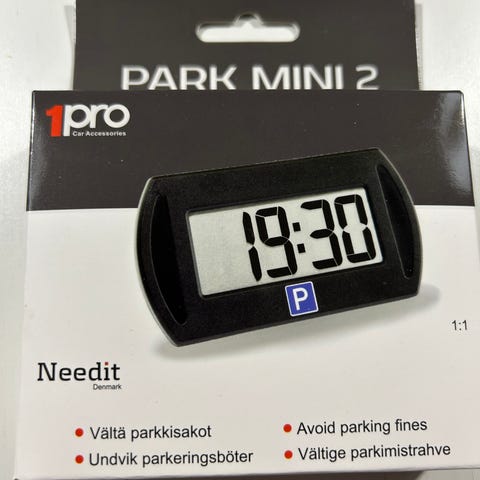 PARK MINI 2
1pro
Car Accessories
19:30
P
1:1
Needit
Denmark
• Vältä parkkisakot
• Avoid parking fines
• Undvik parkeringsböter
• Vältige parkimistrahve